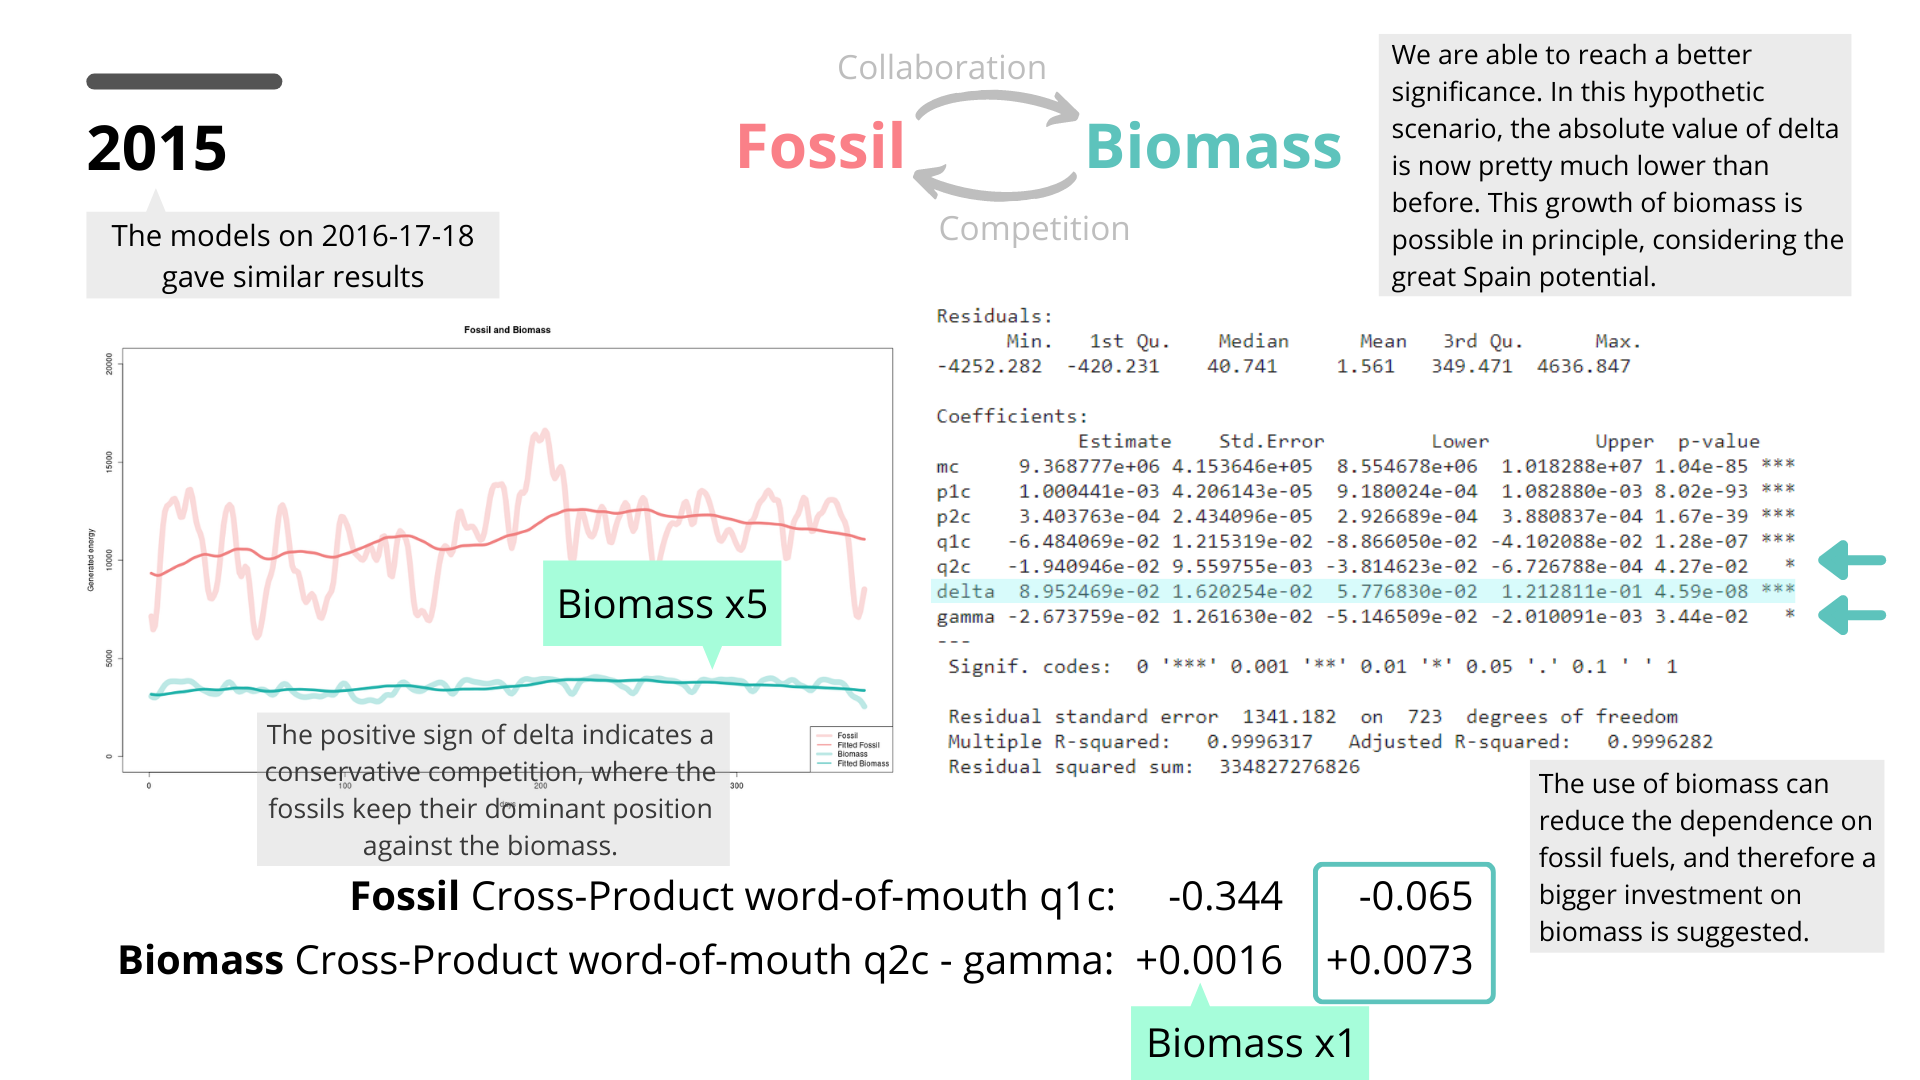 2015
The models on 2016-17-18
gave similar results
Collaboration
Fossil
Biomass
Competition
We are able to reach a better
significance. In this hypothetic
scenario, the absolute value of delta
is now pretty much lower than
before. This growth of biomass is
possible in principle, considering the
great Spain potential.
Fossil and Biomass
Generated energy
20000
15000
10000
5000
0
0
100
200
300
days
Biomass x5
Fossil
Fitted Fossil
Biomass
Fitted Biomass
The positive sign of delta indicates a
conservative competition, where the
fossils keep their dominant position
against the biomass.
Residuals:
Min. 1st Qu. Median Mean 3rd Qu. Max.
-4252.282 -420.231 40.741 1.561 349.471 4636.847
Coefficients:
Estimate Std.Error Lower Upper p-value
mc 9.368777e+06 4.153646e+05 8.554678e+06 1.018288e+07 1.04e-85 ***
p1c 1.000441e-03 4.206143e-05 9.180024e-04 1.082880e-03 8.02e-93 ***
p2c 3.403763e-04 2.434096e-05 2.926689e-04 3.880837e-04 1.67e-39 ***
q1c -6.484069e-02 1.215319e-02 -8.866050e-02 -4.102088e-02 1.28e-07 ***
q2c -1.940946e-02 9.559755e-03 -3.814623e-02 -6.726788e-04 4.27e-02 *
delta 8.952469e-02 1.620254e-02 5.776830e-02 1.212811e-01 4.59e-08 ***
gamma -2.673759e-02 1.261630e-02 -5.146509e-02 -2.010091e-03 3.44e-02 *
---
Signif. codes: 0 '***' 0.001 '**' 0.01 '*' 0.05 '.' 0.1 ' ' 1
Residual standard error 1341.182 on 723 degrees of freedom
Multiple R-squared: 0.9996317 Adjusted R-squared: 0.9996282
Residual squared sum: 334827276826
The use of biomass can
reduce the dependence on
fossil fuels, and therefore a
bigger investment on
biomass is suggested.
Fossil Cross-Product word-of-mouth q1c: -0.344 -0.065
Biomass Cross-Product word-of-mouth q2c - gamma: +0.0016 +0.0073
Biomass x1